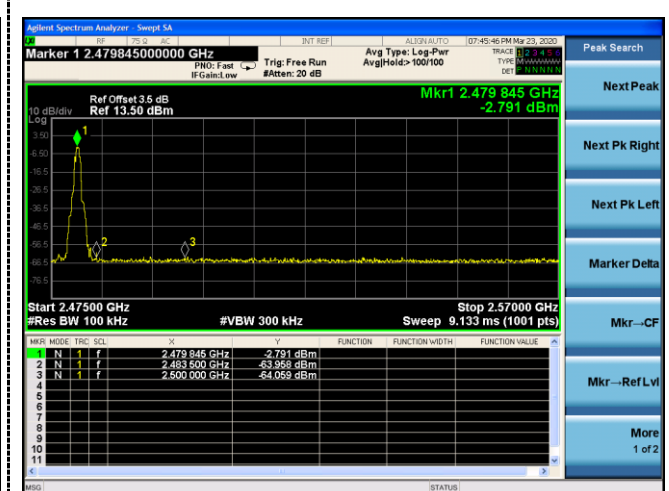 Agilent Spectrum Analyzer - Swept SA
RF 75 Ω AC INT REF ALIGN AUTO 07:45:46 PM Mar 23, 2020
Marker 1 2.479845000000 GHz
PNO: Fast
IFGain:Low
Trig: Free Run
#Atten: 20 dB
Avg Type: Log-Pwr
Avg|Hold:>100/100
TRACE 1 2 3 4 5 6
TYPE MWWWWW
DET P N N N N N
Peak Search
Next Peak
Next Pk Right
Next Pk Left
Marker Delta
Mkr→CF
Mkr→Ref Lvl
More
1 of 2
Mkr1 2.479 845 GHz
-2.791 dBm
Ref Offset 3.5 dB
10 dB/div Ref 13.50 dBm
Log
3.50
-6.50
-16.5
-26.5
-36.5
-46.5
-56.5
-66.5
-76.5
1
2
3
Start 2.47500 GHz Stop 2.57000 GHz
#Res BW 100 kHz #VBW 300 kHz Sweep 9.133 ms (1001 pts)
MKR MODE TRC SCL X Y FUNCTION FUNCTION WIDTH FUNCTION VALUE
1 N 1 f 2.479 845 GHz -2.791 dBm
2 N 1 f 2.483 500 GHz -63.958 dBm
3 N 1 f 2.500 000 GHz -64.059 dBm
4
5
6
7
8
9
10
11
MSG STATUS